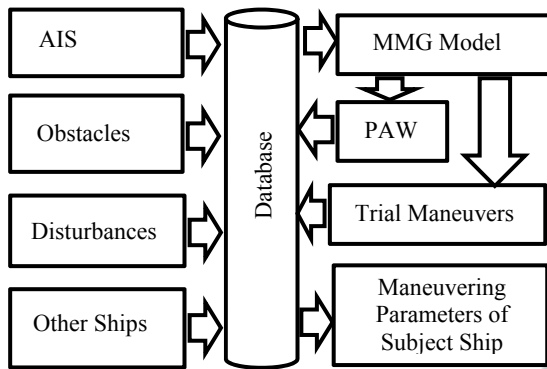 AIS
Obstacles
Disturbances
Other Ships
Database
MMG Model
PAW
Trial Maneuvers
Maneuvering
Parameters of
Subject Ship